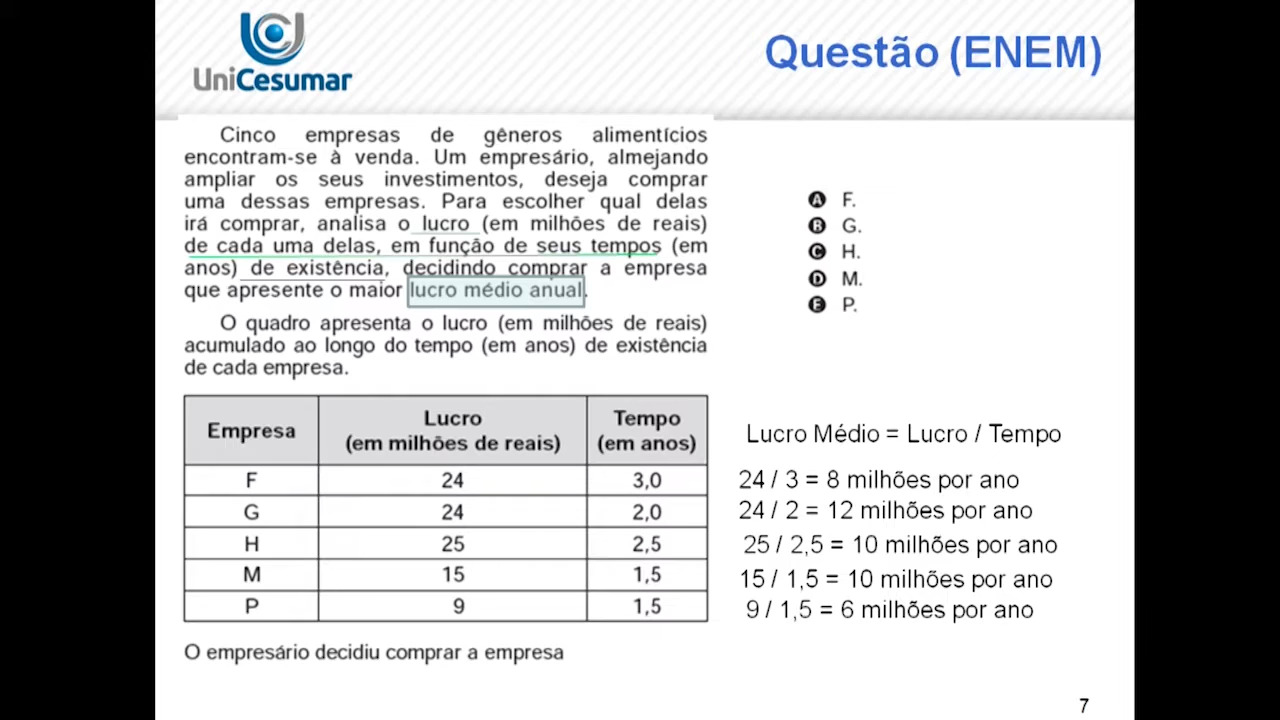 UniCesumar
Questão (ENEM)
Cinco empresas de gêneros alimentícios
encontram-se à venda. Um empresário, almejando
ampliar os seus investimentos, deseja comprar
uma dessas empresas. Para escolher qual delas
irá comprar, analisa o lucro (em milhões de reais)
de cada uma delas, em função de seus tempos (em
anos) de existência, decidindo comprar a empresa
que apresente o maior lucro médio anual.
O quadro apresenta o lucro (em milhões de reais)
acumulado ao longo do tempo (em anos) de existência
de cada empresa.
A F.
B G.
C H.
D M.
E P.
Empresa Lucro (em milhões de reais) Tempo (em anos)
F 24 3,0
G 24 2,0
H 25 2,5
M 15 1,5
P 9 1,5
Lucro Médio = Lucro / Tempo
24 / 3 = 8 milhões por ano
24 / 2 = 12 milhões por ano
25 / 2,5 = 10 milhões por ano
15 / 1,5 = 10 milhões por ano
9 / 1,5 = 6 milhões por ano
O empresário decidiu comprar a empresa
7